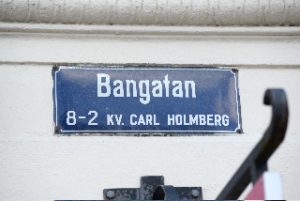 Bangatan
8-2 KV. CARL HOLMBERG